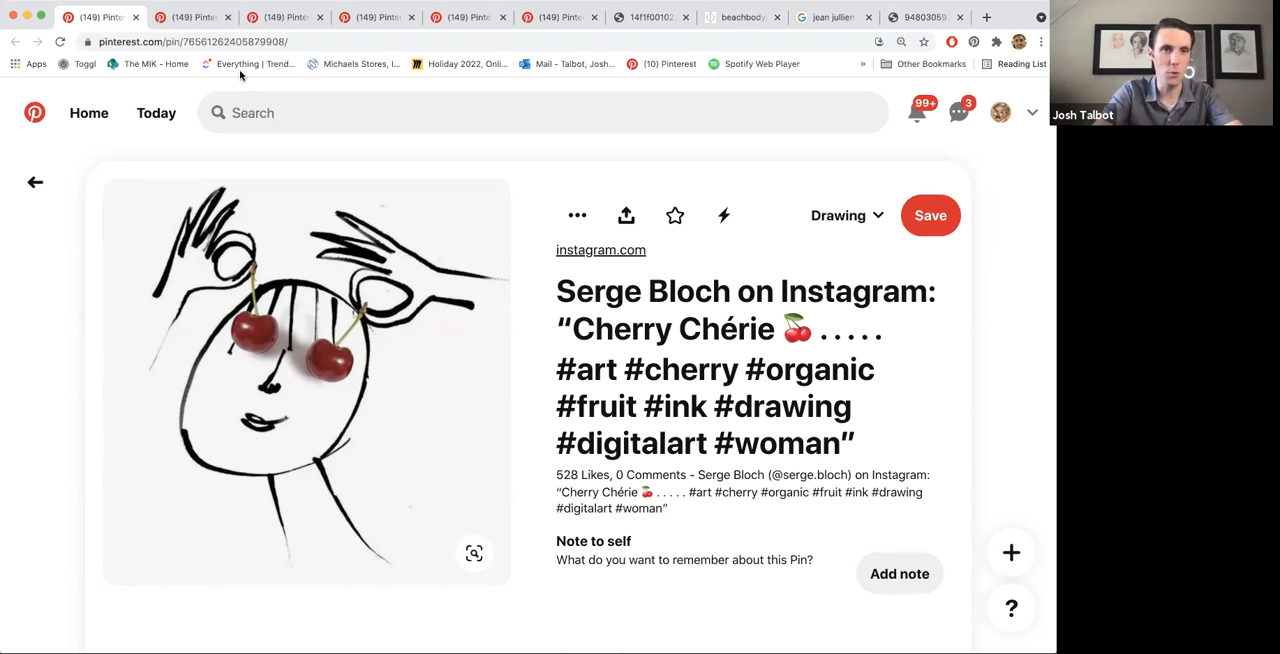 (149) Pinte
(149) Pinte
(149) Pinte
(149) Pinte
(149) Pinte
(149) Pinte
14f1f00102
beachbody
jean jullien
94803059
pinterest.com/pin/76561262405879908/
Apps
Toggl
The MIK - Home
Everything | Trend...
Michaels Stores, I...
Holiday 2022, Onli...
Mail - Talbot, Josh...
(10) Pinterest
Spotify Web Player
»
Other Bookmarks
Reading List
Home
Today
Search
99+
3
Josh Talbot
Drawing
Save
instagram.com
Serge Bloch on Instagram:
“Cherry Chérie 🍒 . . . . .
#art #cherry #organic
#fruit #ink #drawing
#digitalart #woman”
528 Likes, 0 Comments - Serge Bloch (@serge.bloch) on Instagram:
“Cherry Chérie 🍒 . . . . . #art #cherry #organic #fruit #ink #drawing
#digitalart #woman”
Note to self
What do you want to remember about this Pin?
Add note
+
?